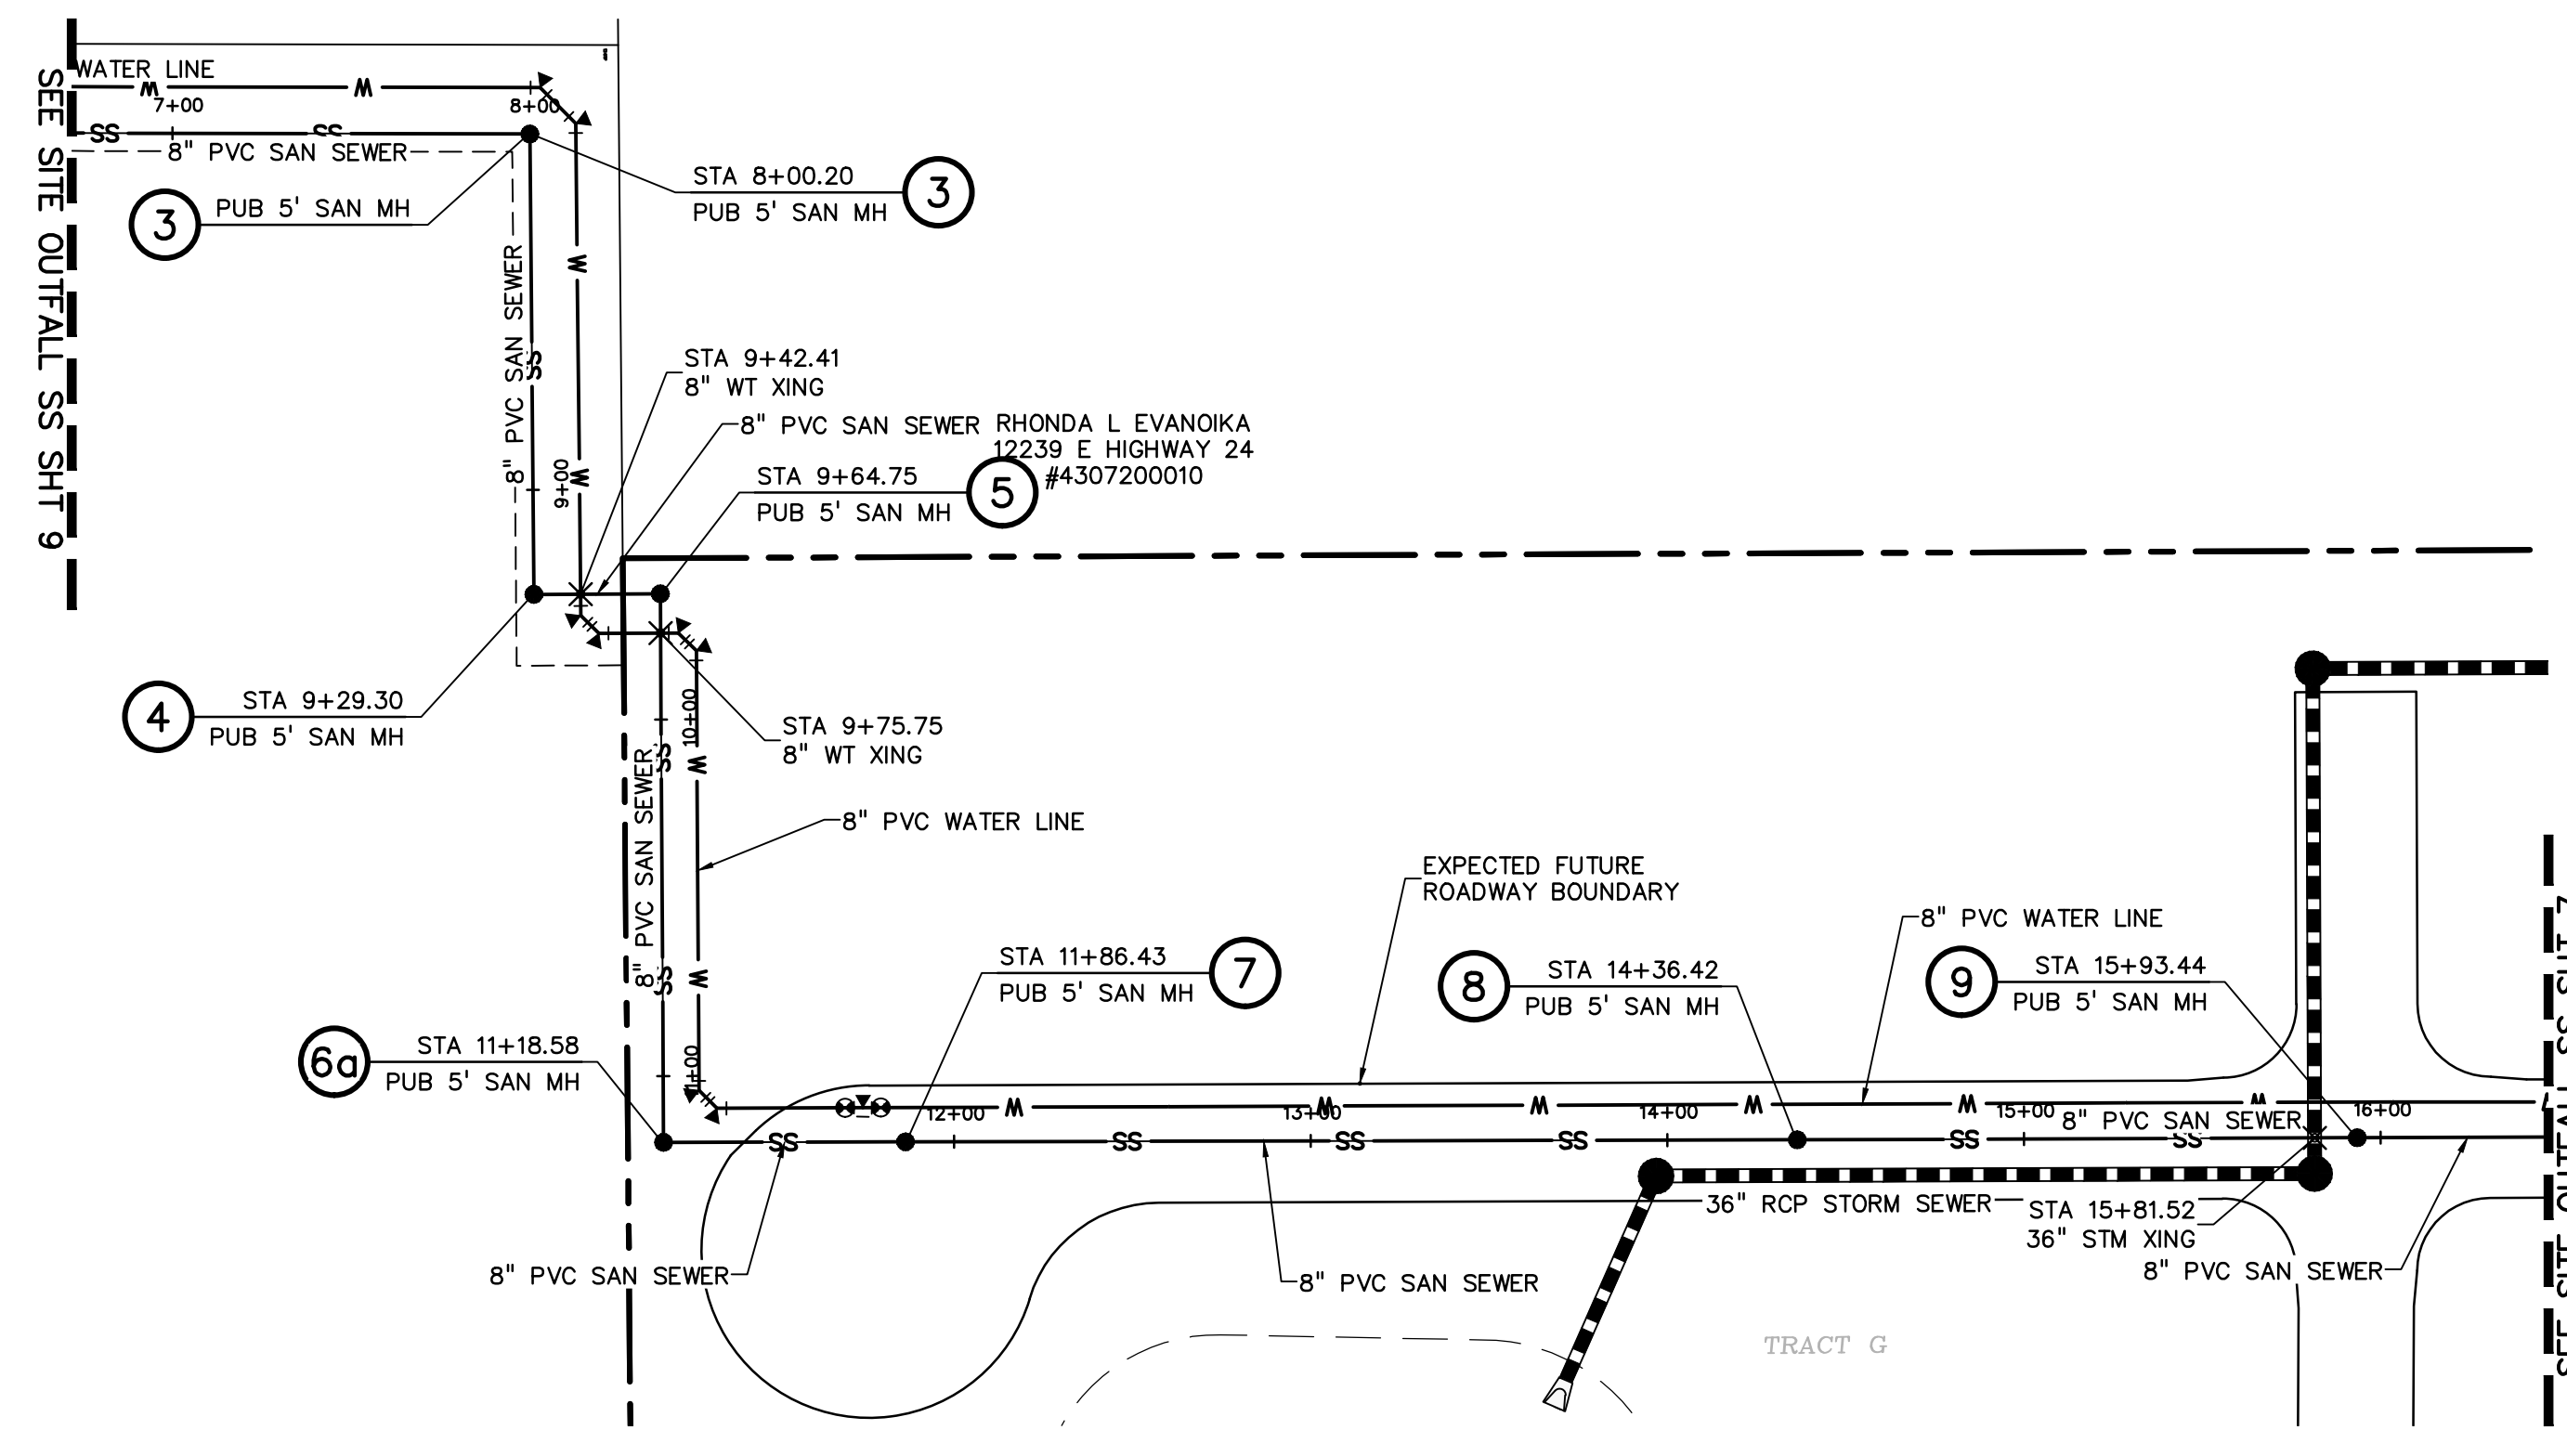 SEE SITE OUTFALL SS SHT 9
WATER LINE
W
W
7+00
8+00
SS
SS
8" PVC SAN SEWER
3
PUB 5' SAN MH
STA 8+00.20
PUB 5' SAN MH
3
8" PVC SAN SEWER
SS
W
W
9+00
STA 9+42.41
8" WT XING
8" PVC SAN SEWER
RHONDA L EVANOIKA
12239 E HIGHWAY 24
#4307200010
STA 9+64.75
PUB 5' SAN MH
5
4
STA 9+29.30
PUB 5' SAN MH
STA 9+75.75
8" WT XING
10+00
W
SS
8" PVC SAN SEWER
SS
W
8" PVC WATER LINE
EXPECTED FUTURE
ROADWAY BOUNDARY
8" PVC WATER LINE
STA 11+86.43
PUB 5' SAN MH
7
8
STA 14+36.42
PUB 5' SAN MH
9
STA 15+93.44
PUB 5' SAN MH
6a
STA 11+18.58
PUB 5' SAN MH
11+00
12+00
W
13+00
W
W
14+00
W
W
15+00
W
16+00
8" PVC SAN SEWER
SS
SS
SS
SS
SS
SS
36" RCP STORM SEWER
STA 15+81.52
36" STM XING
8" PVC SAN SEWER
8" PVC SAN SEWER
8" PVC SAN SEWER
TRACT G